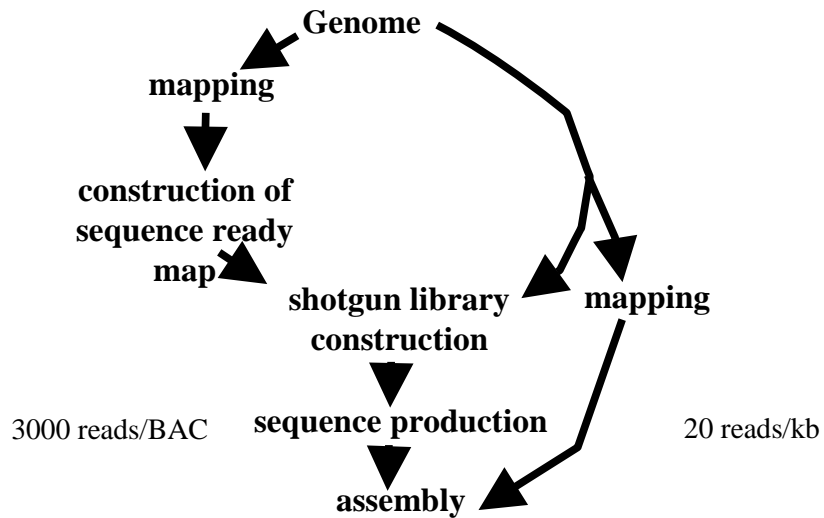 Genome
mapping
construction of
sequence ready
map
shotgun library
construction
mapping
3000 reads/BAC
sequence production
20 reads/kb
assembly